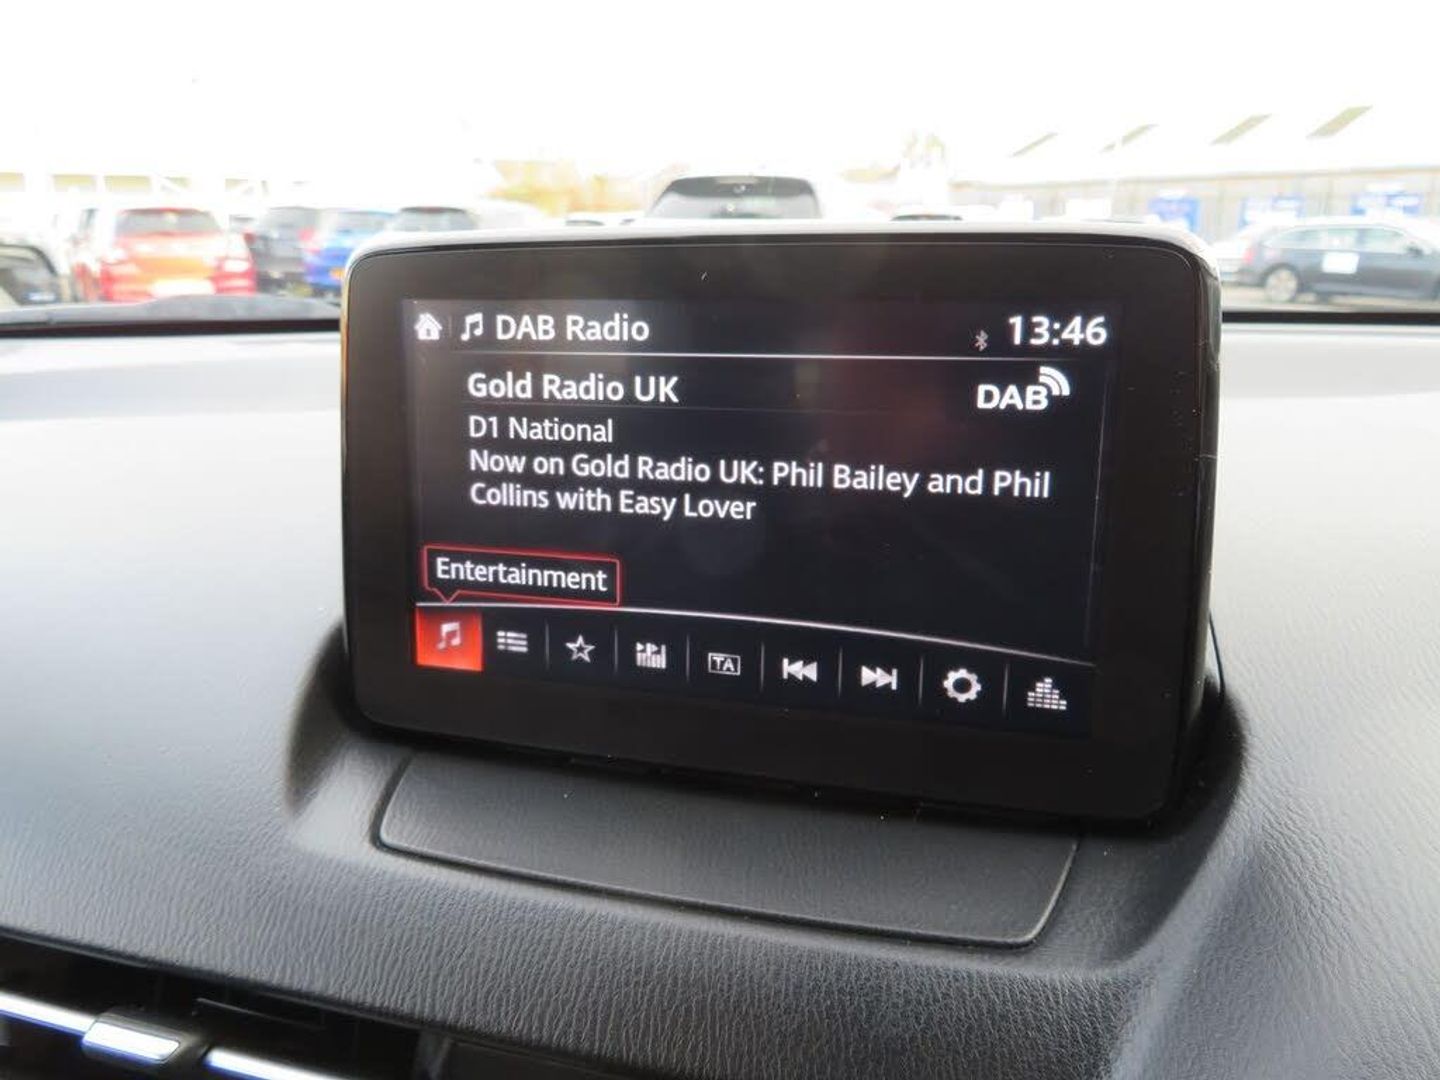 DAB Radio
13:46
Gold Radio UK
DAB
D1 National
Now on Gold Radio UK: Phil Bailey and Phil
Collins with Easy Lover
Entertainment
TA